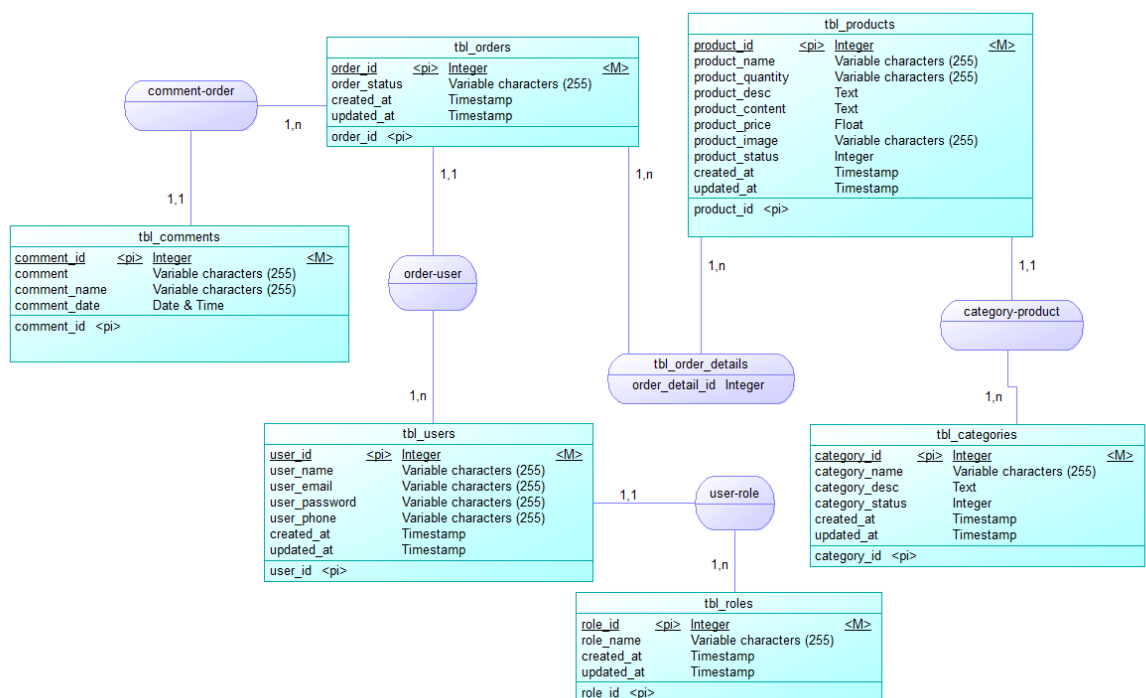 tbl_products
product_id <pi> Integer <M>
product_name Variable characters (255)
product_quantity Variable characters (255)
product_desc Text
product_content Text
product_price Float
product_image Variable characters (255)
product_status Integer
created_at Timestamp
updated_at Timestamp
product_id <pi>
tbl_orders
order_id <pi> Integer <M>
order_status Variable characters (255)
created_at Timestamp
updated_at Timestamp
order_id <pi>
comment-order
1,n
1,1
1,1
1,n
tbl_comments
comment_id <pi> Integer <M>
comment Variable characters (255)
comment_name Variable characters (255)
comment_date Date & Time
comment_id <pi>
order-user
1,n
1,n
1,1
category-product
tbl_order_details
order_detail_id Integer
1,n
tbl_users
user_id <pi> Integer <M>
user_name Variable characters (255)
user_email Variable characters (255)
user_password Variable characters (255)
user_phone Variable characters (255)
created_at Timestamp
updated_at Timestamp
user_id <pi>
1,1
user-role
1,n
tbl_categories
category_id <pi> Integer <M>
category_name Variable characters (255)
category_desc Text
category_status Integer
created_at Timestamp
updated_at Timestamp
category_id <pi>
tbl_roles
role_id <pi> Integer <M>
role_name Variable characters (255)
created_at Timestamp
updated_at Timestamp
role_id <pi>